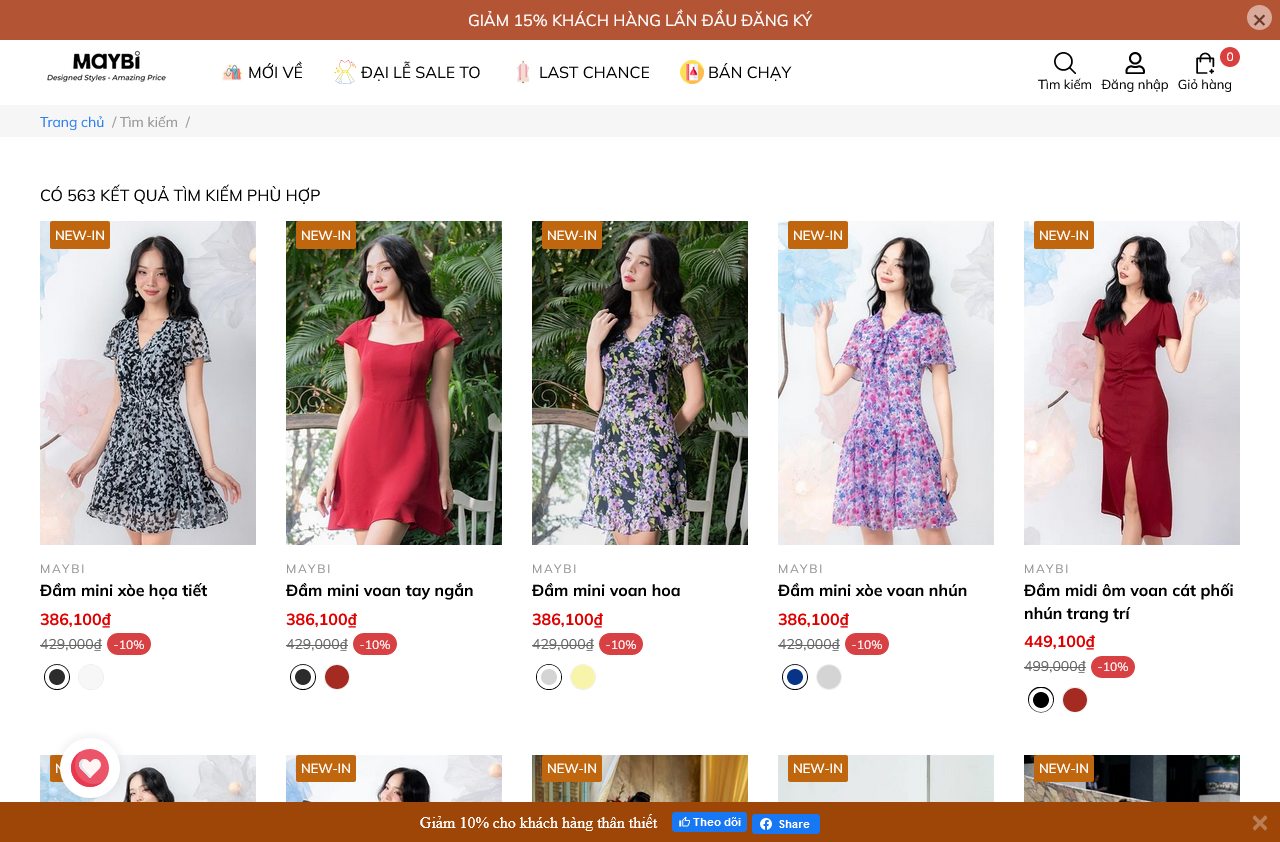 GIẢM 15% KHÁCH HÀNG LẦN ĐẦU ĐĂNG KÝ
MAYBI
Designed Styles - Amazing Price
MỚI VỀ
ĐẠI LỄ SALE TO
LAST CHANCE
BÁN CHẠY
Tìm kiếm
Đăng nhập
0
Giỏ hàng
Trang chủ / Tìm kiếm /
CÓ 563 KẾT QUẢ TÌM KIẾM PHÙ HỢP
NEW-IN
NEW-IN
NEW-IN
NEW-IN
NEW-IN
MAYBI
Đầm mini xòe họa tiết
386,100₫
429,000₫ -10%
MAYBI
Đầm mini voan tay ngắn
386,100₫
429,000₫ -10%
MAYBI
Đầm mini voan hoa
386,100₫
429,000₫ -10%
MAYBI
Đầm mini xòe voan nhún
386,100₫
429,000₫ -10%
MAYBI
Đầm midi ôm voan cát phối
nhún trang trí
449,100₫
499,000₫ -10%
NEW-IN
NEW-IN
NEW-IN
NEW-IN
Giảm 10% cho khách hàng thân thiết
Theo dõi
Share